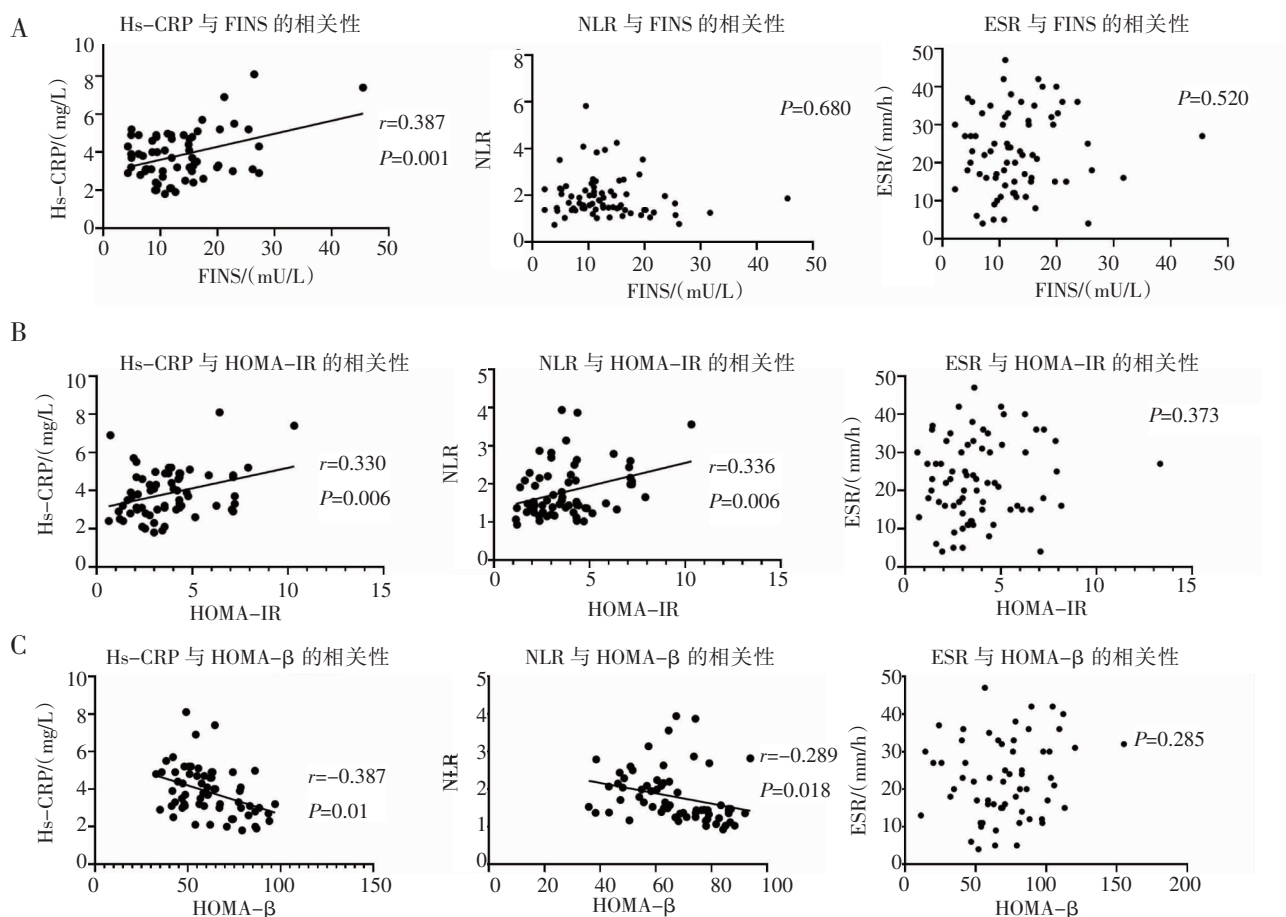 A
Hs-CRP 与 FINS 的相关性
Hs-CRP/(mg/L)
10
8
6
4
2
0
0 10 20 30 40 50
FINS/(mU/L)
r=0.387
P=0.001
NLR 与 FINS 的相关性
NLR
8
6
4
2
0
0 10 20 30 40 50
FINS/(mU/L)
P=0.680
ESR 与 FINS 的相关性
ESR/(mm/h)
50
40
30
20
10
0
0 10 20 30 40 50
FINS/(mU/L)
P=0.520
B
Hs-CRP 与 HOMA-IR 的相关性
Hs-CRP/(mg/L)
10
8
6
4
2
0
5 10 15
HOMA-IR
r=0.330
P=0.006
NLR 与 HOMA-IR 的相关性
NLR
5
4
3
2
1
0
0 5 10 15
HOMA-IR
r=0.336
P=0.006
ESR 与 HOMA-IR 的相关性
ESR/(mm/h)
50
40
30
20
10
0
0 5 10 15
HOMA-IR
P=0.373
C
Hs-CRP 与 HOMA-β 的相关性
Hs-CRP/(mg/L)
10
8
6
4
2
0
0 50 100 150
HOMA-β
r=-0.387
P=0.01
NLR 与 HOMA-β 的相关性
NLR
5
4
3
2
1
0
0 20 40 60 80 100
HOMA-β
r=-0.289
P=0.018
ESR 与 HOMA-β 的相关性
ESR/(mm/h)
50
40
30
20
10
0
0 50 100 150 200
HOMA-β
P=0.285